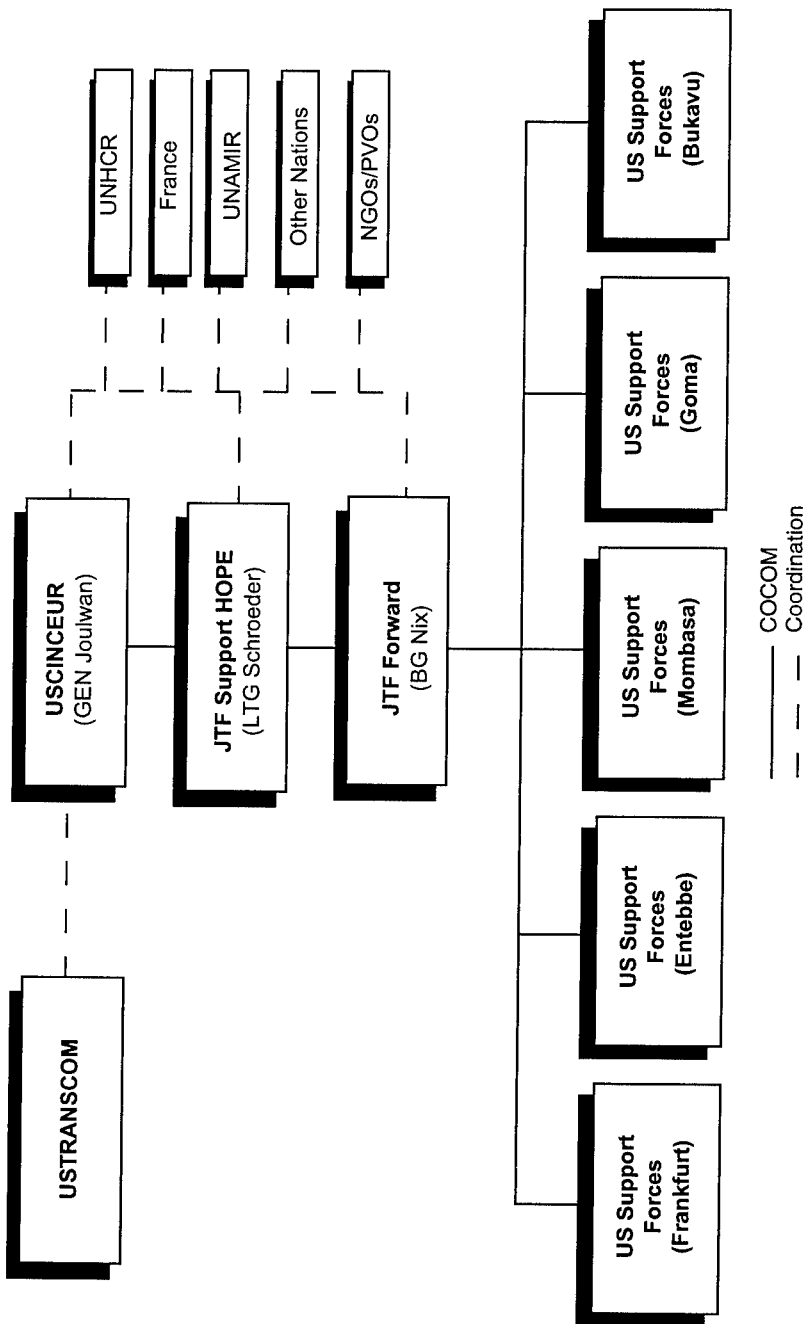 USTRANSCOM
USCINCEUR
(GEN Joulwan)
JTF Support HOPE
(LTG Schroeder)
JTF Forward
(BG Nix)
UNHCR
France
UNAMIR
Other Nations
NGOs/PVOs
US Support
Forces
(Frankfurt)
US Support
Forces
(Entebbe)
US Support
Forces
(Mombasa)
US Support
Forces
(Goma)
US Support
Forces
(Bukavu)
COCOM
Coordination